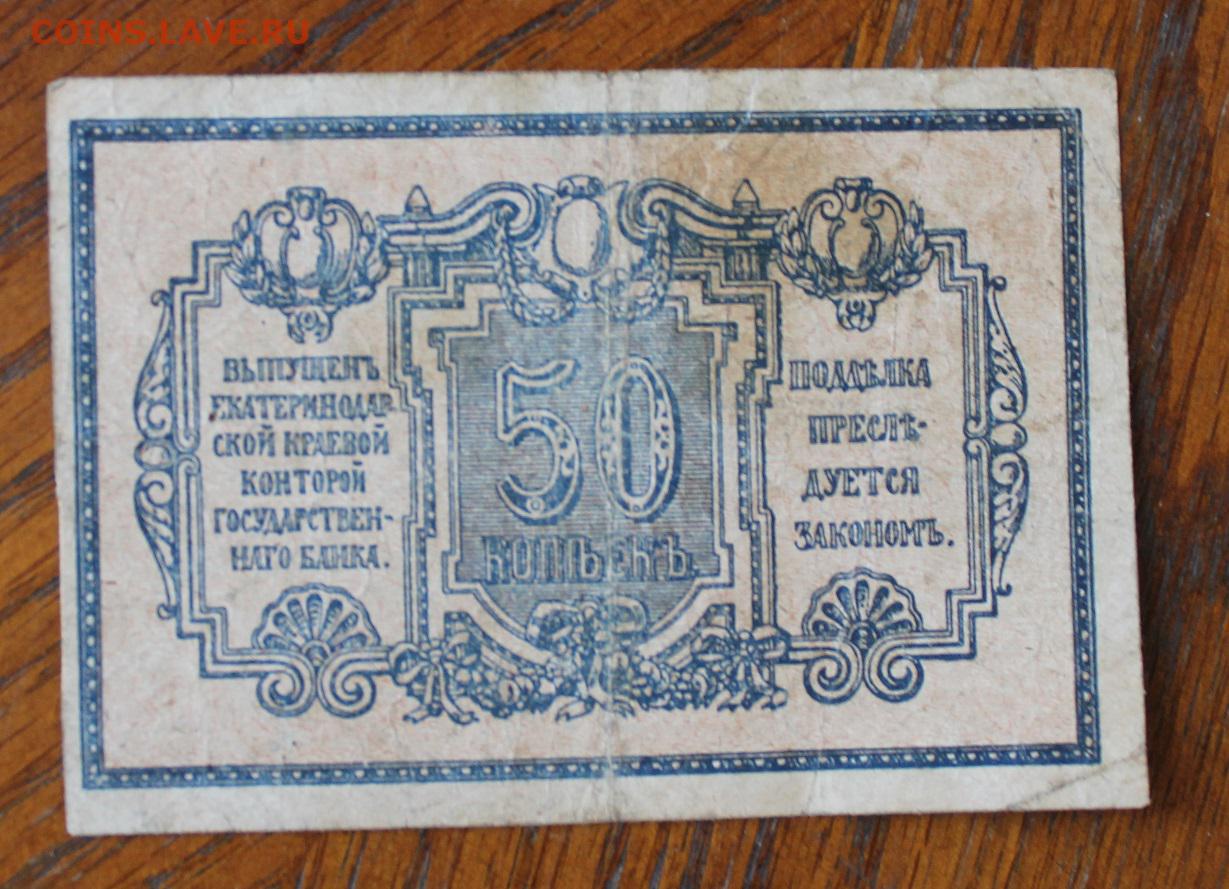 COINS.LAVE.RU
ВЫПУЩЕНЪ
ЕКАТЕРИНОДАР-
СКОЙ КРАЕВОЙ
КОНТОРОЙ
ГОСУДАРСТВЕН-
НАГО БАНКА.
50
КОПѢЕКЪ.
ПОДДѢЛКА
ПРЕСЛѢ-
ДУЕТСЯ
ЗАКОНОМЪ.